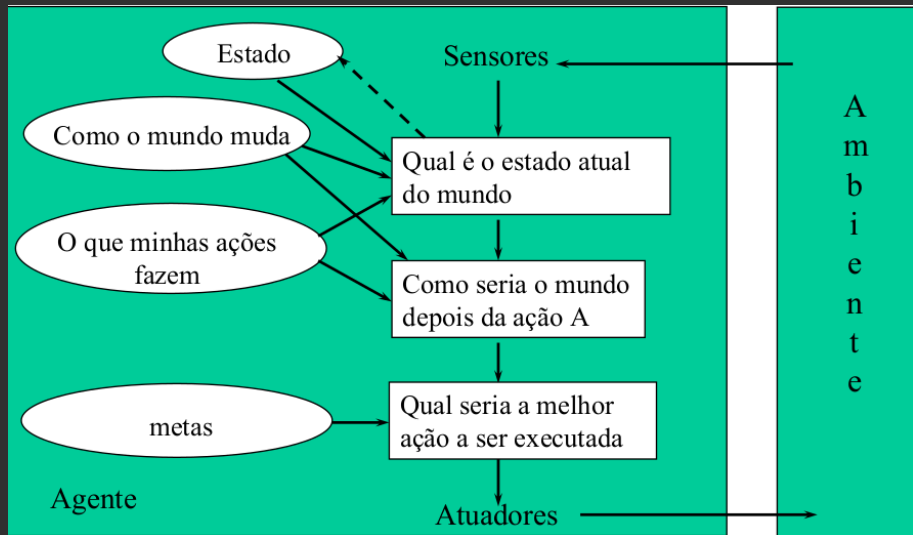 Estado
Sensores
Como o mundo muda
Qual é o estado atual
do mundo
O que minhas ações
fazem
Como seria o mundo
depois da ação A
metas
Qual seria a melhor
ação a ser executada
Agente
Atuadores
A
m
b
i
e
n
t
e